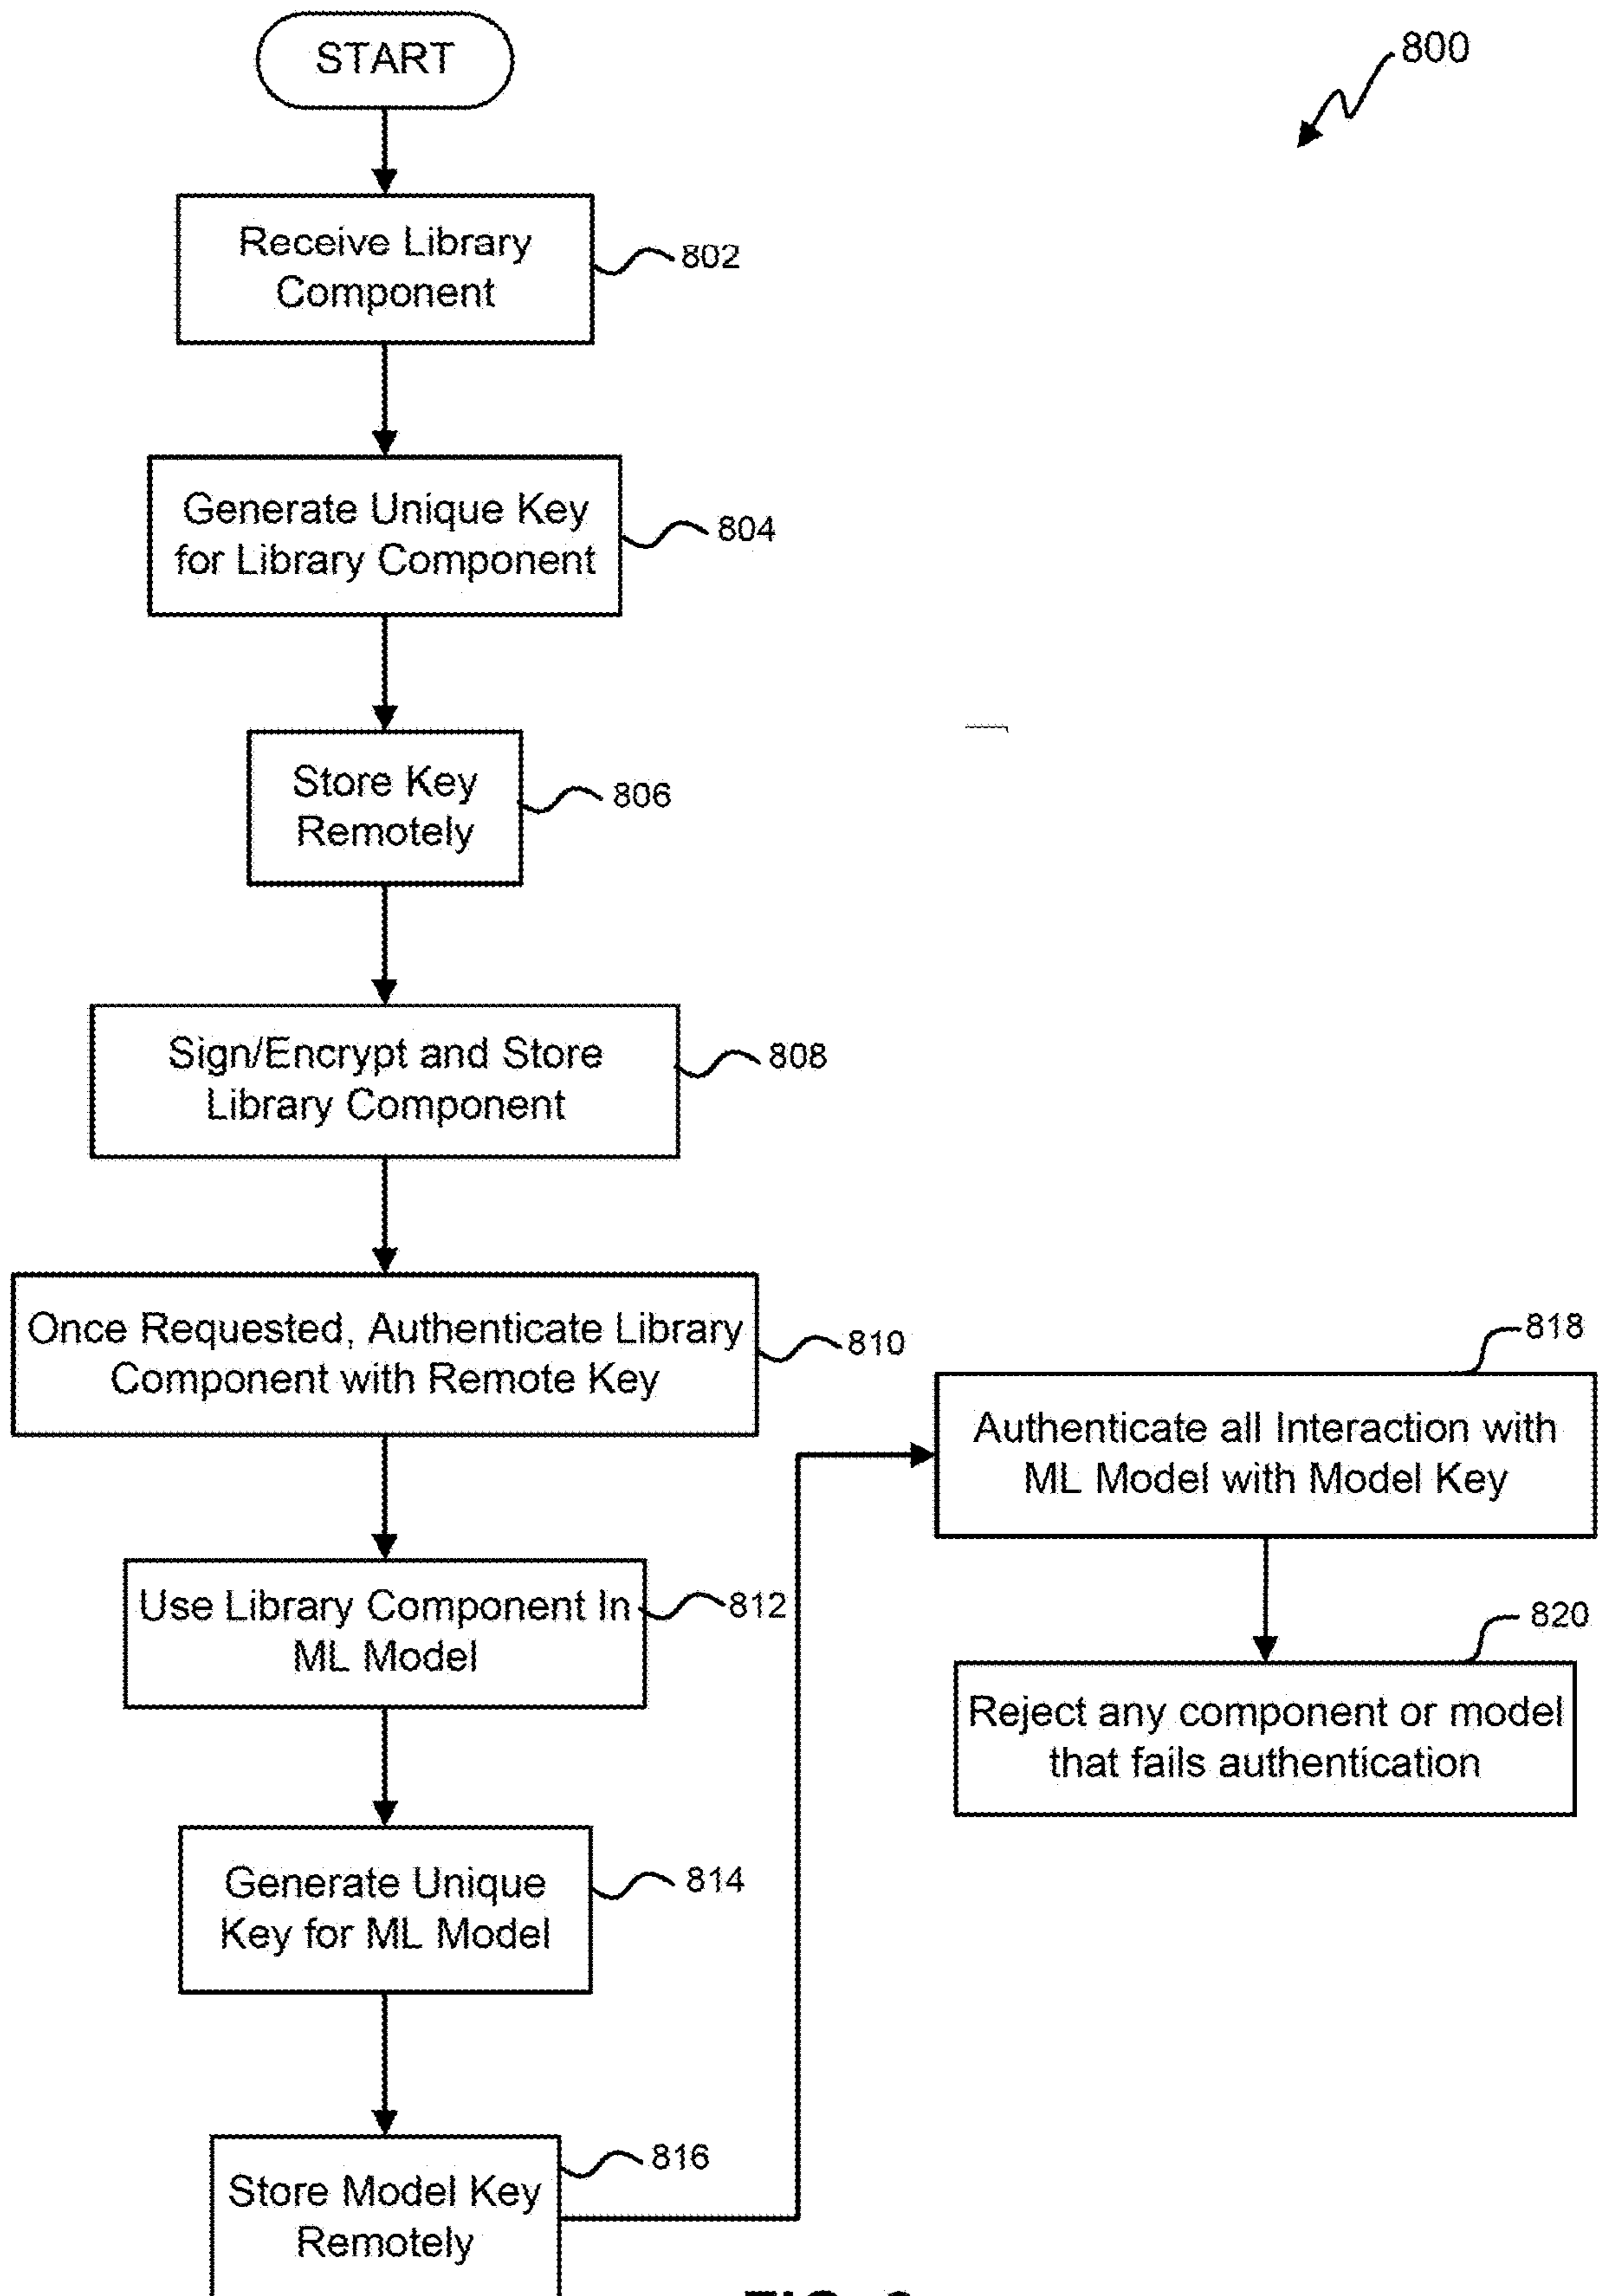 START
800
Receive Library
Component
802
Generate Unique Key
for Library Component
804
Store Key
Remotely
806
Sign/Encrypt and Store
Library Component
808
Once Requested, Authenticate Library
Component with Remote Key
810
Use Library Component In
ML Model
812
Generate Unique
Key for ML Model
814
Store Model Key
Remotely
816
818
Authenticate all Interaction with
ML Model with Model Key
820
Reject any component or model
that fails authentication